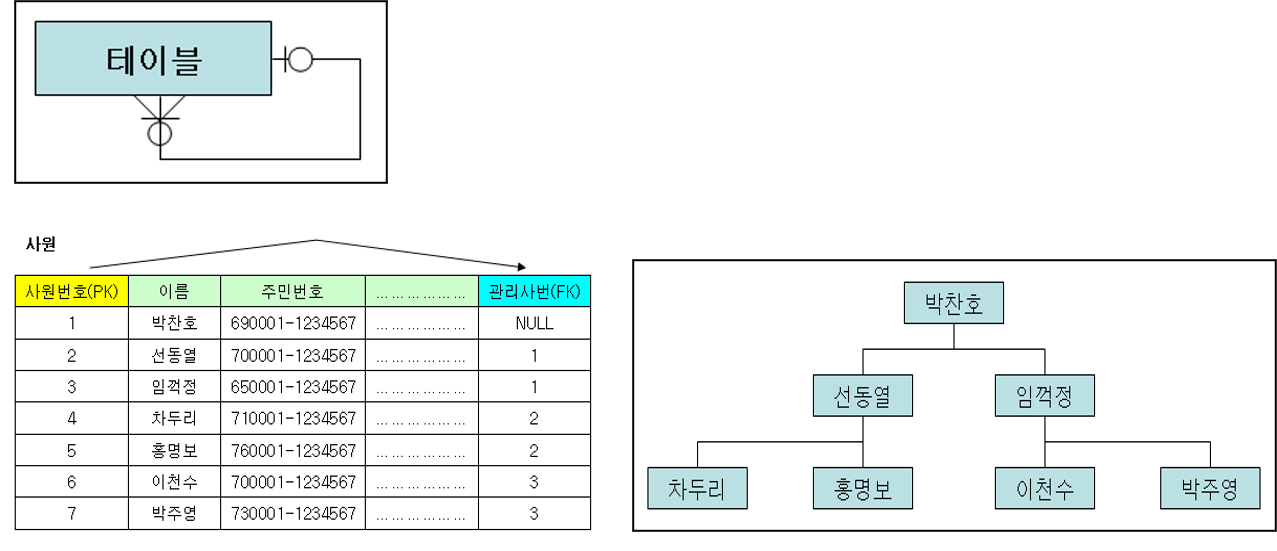 테이블
사원
사원번호(PK) 이름 주민번호 ……………… 관리사번(FK)
1 박찬호 690001-1234567 ……………… NULL
2 선동열 700001-1234567 ……………… 1
3 임꺽정 650001-1234567 ……………… 1
4 차두리 710001-1234567 ……………… 2
5 홍명보 760001-1234567 ……………… 2
6 이천수 700001-1234567 ……………… 3
7 박주영 730001-1234567 ……………… 3
박찬호
선동열 임꺽정
차두리 홍명보 이천수 박주영